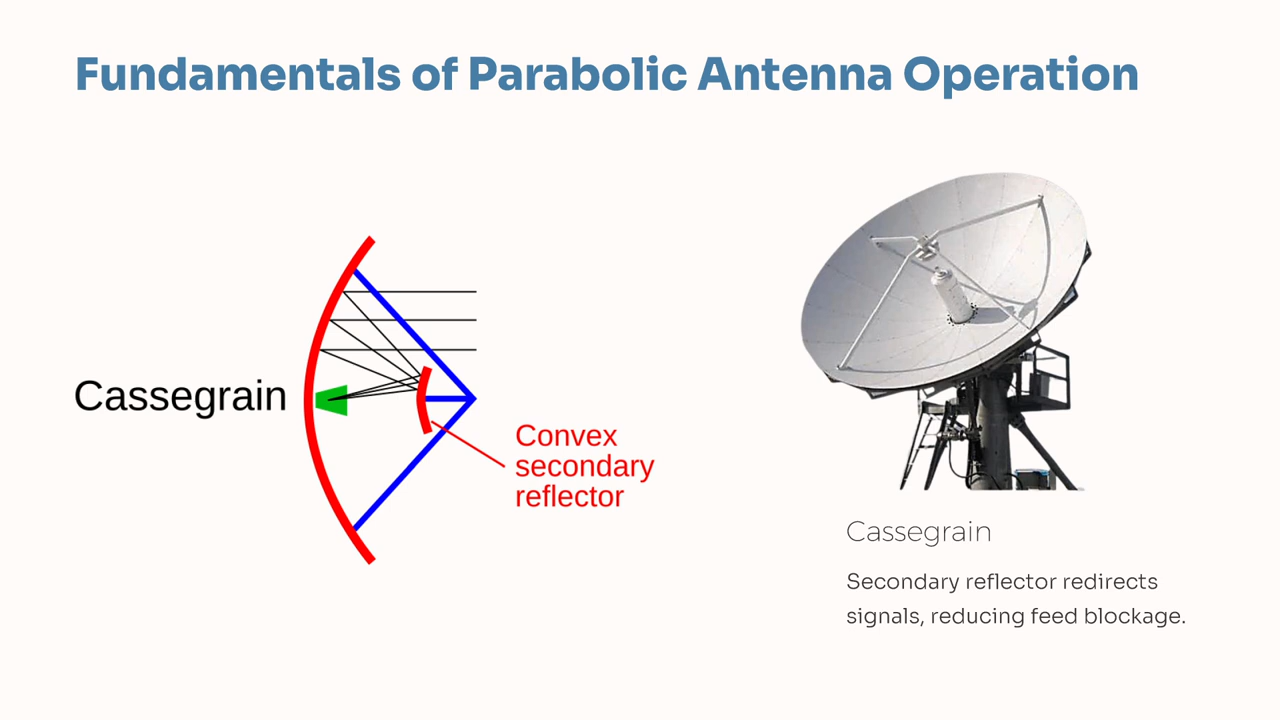 Fundamentals of Parabolic Antenna Operation
Cassegrain
Convex
secondary
reflector
Cassegrain
Secondary reflector redirects
signals, reducing feed blockage.